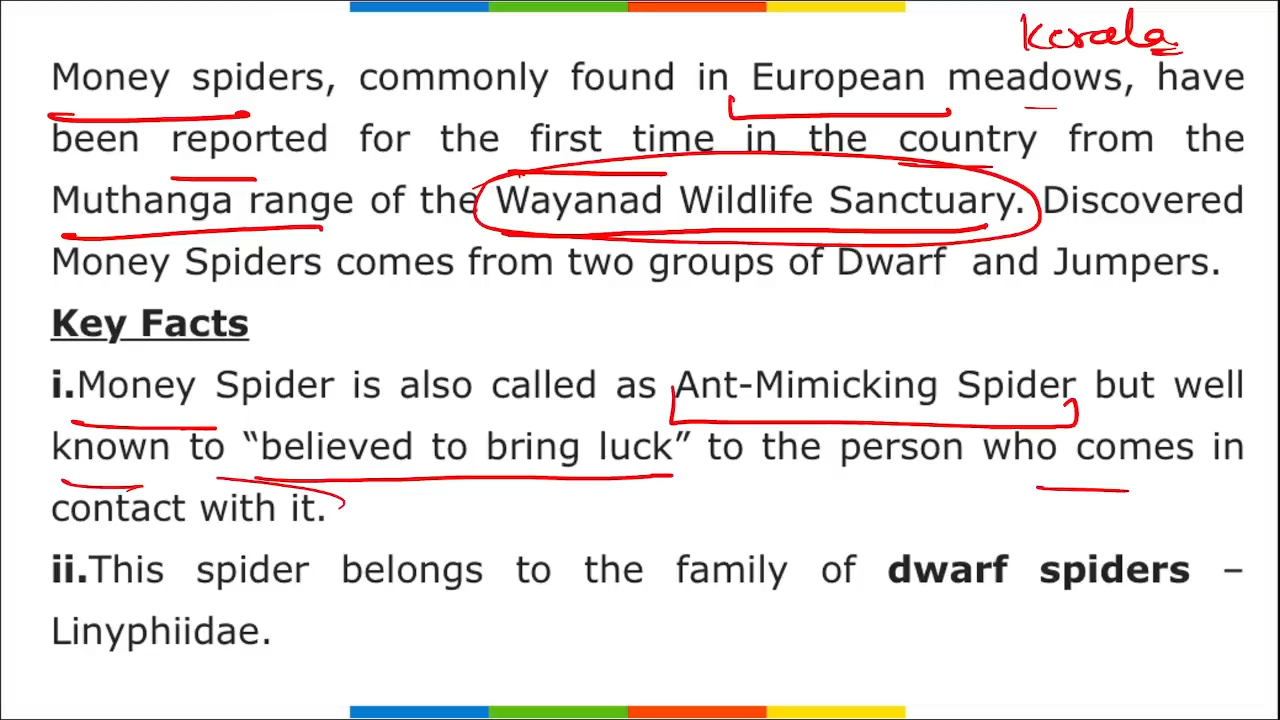 Kerala
Money spiders, commonly found in European meadows, have
been reported for the first time in the country from the
Muthanga range of the Wayanad Wildlife Sanctuary. Discovered
Money Spiders comes from two groups of Dwarf and Jumpers.
Key Facts
i.Money Spider is also called as Ant-Mimicking Spider but well
known to “believed to bring luck” to the person who comes in
contact with it.
ii.This spider belongs to the family of dwarf spiders –
Linyphiidae.